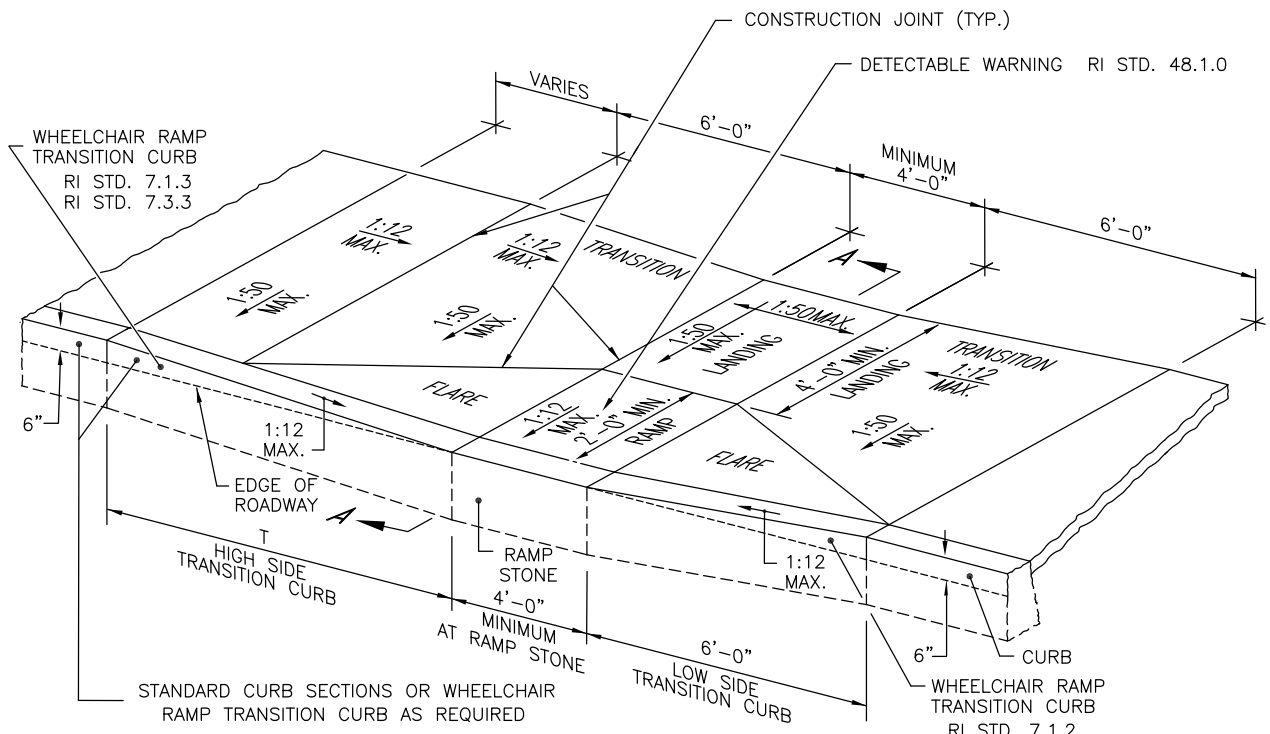 CONSTRUCTION JOINT (TYP.)
DETECTABLE WARNING RI STD. 48.1.0
VARIES
6'-0"
MINIMUM
4'-0"
6'-0"
WHEELCHAIR RAMP
TRANSITION CURB
RI STD. 7.1.3
RI STD. 7.3.3
1:12
MAX.
1:12
MAX.
TRANSITION
A
1:50
MAX.
1:50
MAX.
1:50MAX.
1:50
MAX.
LANDING
4'-0" MIN.
LANDING
TRANSITION
1:12
MAX.
FLARE
1:12
MAX.
2'-0" MIN.
RAMP
1:50
MAX.
FLARE
6"
1:12
MAX.
EDGE OF
ROADWAY
A
T
HIGH SIDE
TRANSITION CURB
RAMP
STONE
1:12
MAX.
4'-0"
MINIMUM
AT RAMP STONE
6'-0"
LOW SIDE
TRANSITION CURB
6"
CURB
STANDARD CURB SECTIONS OR WHEELCHAIR
RAMP TRANSITION CURB AS REQUIRED
WHEELCHAIR RAMP
TRANSITION CURB
RI STD. 7.1.2